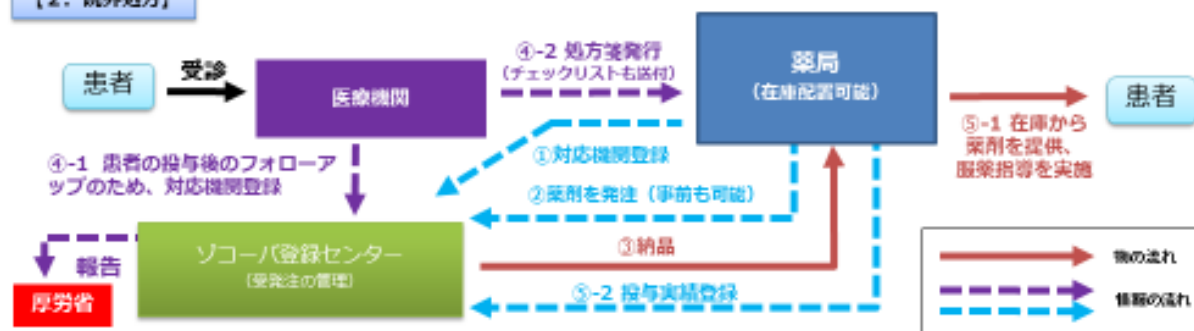 【2. 院外処方】
患者
受診
医療機関
④-2 処方箋発行
（チェックリストも送付）
薬局
（在庫配置可能）
患者
⑤-1 在庫から
薬剤を提供、
服薬指導を実施
④-1 患者の投与後のフォローア
ップのため、対応機関登録
①対応機関登録
②薬剤を発注（事前も可能）
③納品
⑤-2 投与実績登録
ゾコーバ登録センター
（受発注の管理）
報告
厚労省
物の流れ
情報の流れ